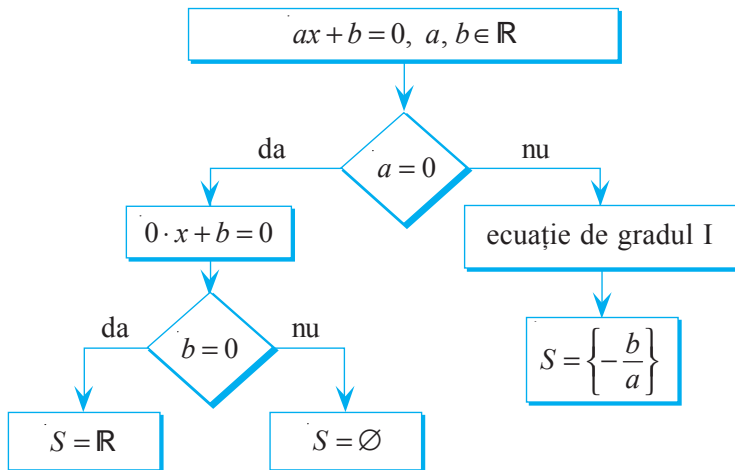 ax + b = 0, a, b ∈ ℝ
da
a = 0
nu
0 · x + b = 0
ecuație de gradul I
da
b = 0
nu
S = {-b/a}
S = ℝ
S = ∅